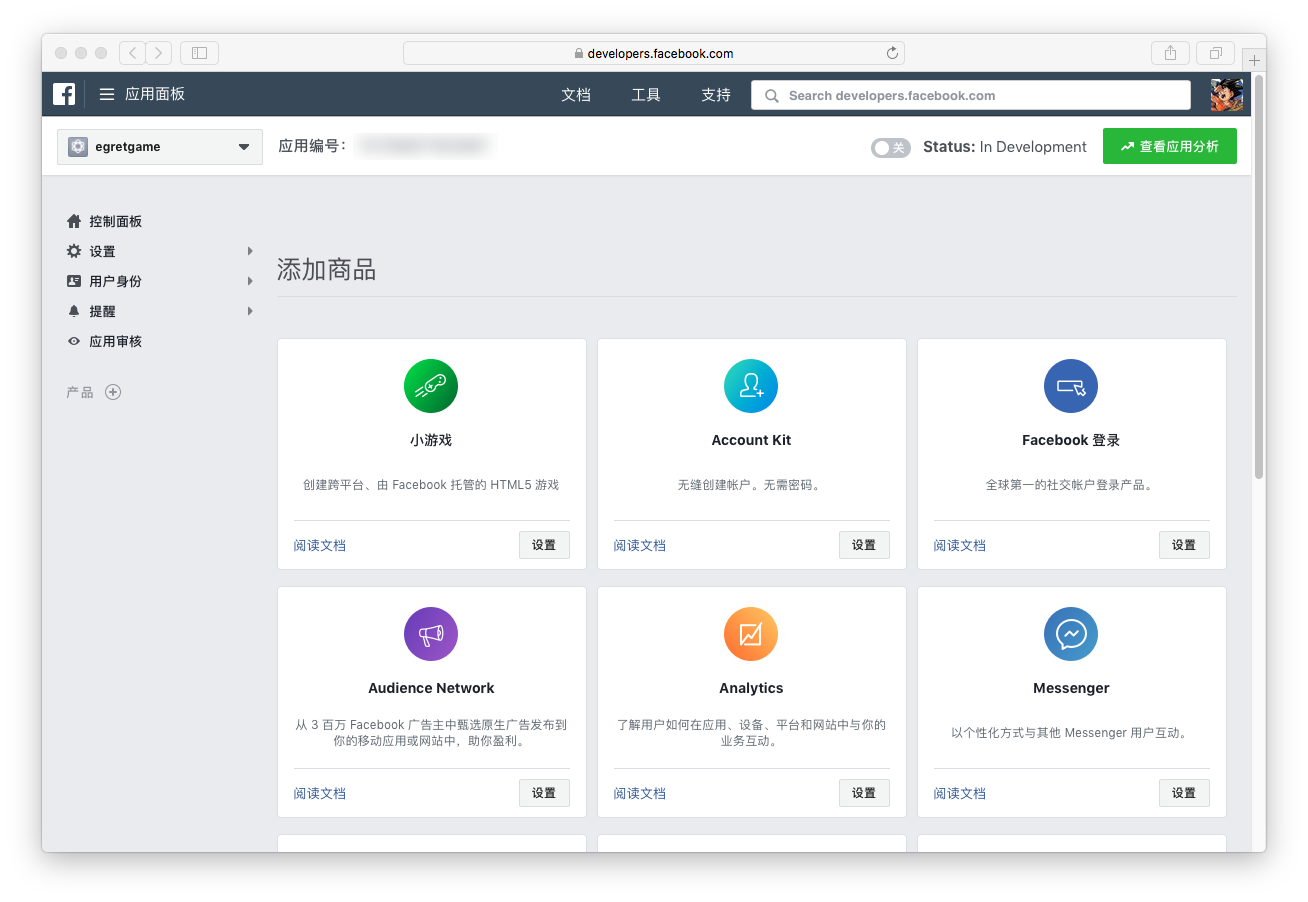 developers.facebook.com
应用面板
文档
工具
支持
Search developers.facebook.com
egretgame
应用编号：
关
Status: In Development
查看应用分析
控制面板
设置
用户身份
提醒
应用审核
产品
添加商品
小游戏
创建跨平台、由 Facebook 托管的 HTML5 游戏
阅读文档
设置
Account Kit
无缝创建帐户。无需密码。
阅读文档
设置
Facebook 登录
全球第一的社交帐户登录产品。
阅读文档
设置
Audience Network
从 3 百万 Facebook 广告主中甄选原生广告发布到
你的移动应用或网站中，助你盈利。
阅读文档
设置
Analytics
了解用户如何在应用、设备、平台和网站中与你的
业务互动。
阅读文档
设置
Messenger
以个性化方式与其他 Messenger 用户互动。
阅读文档
设置